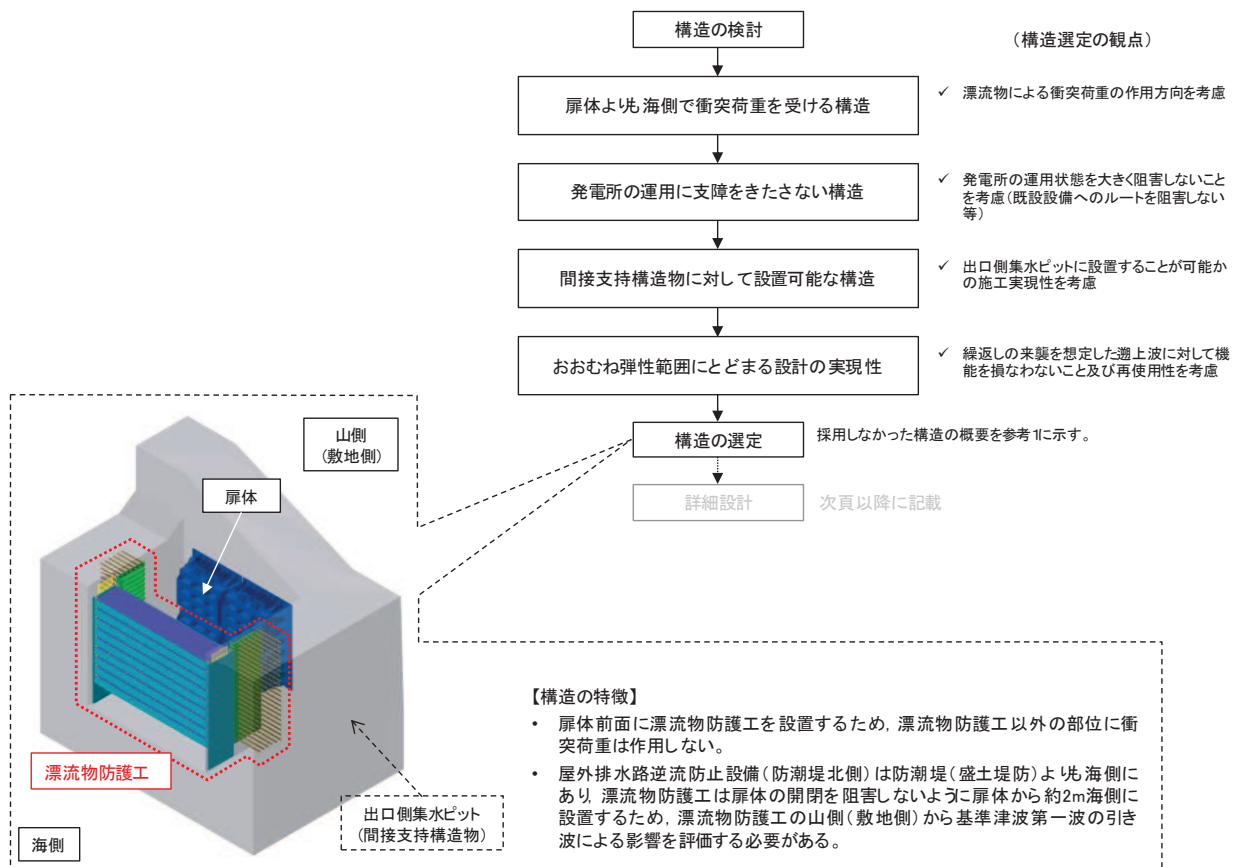 構造の検討
(構造選定の観点)
扉体よりも海側で衝突荷重を受ける構造
✓ 漂流物による衝突荷重の作用方向を考慮
発電所の運用に支障をきたさない構造
✓ 発電所の運用状態を大きく阻害しないこと
を考慮(既設設備へのルートを阻害しない
等)
間接支持構造物に対して設置可能な構造
✓ 出口側集水ピットに設置することが可能か
の施工実現性を考慮
おおむね弾性範囲にとどまる設計の実現性
✓ 繰返しの来襲を想定した遡上波に対して機
能を損なわないこと及び再使用性を考慮
構造の選定
採用しなかった構造の概要を参考1に示す。
詳細設計
次頁以降に記載
山側
(敷地側)
扉体
漂流物防護工
海側
出口側集水ピット
(間接支持構造物)
【構造の特徴】
• 扉体前面に漂流物防護工を設置するため, 漂流物防護工以外の部位に衝
突荷重は作用しない。
• 屋外排水路逆流防止設備(防潮堤北側)は防潮堤(盛土堤防)よりも海側に
あり, 漂流物防護工は扉体の開閉を阻害しないように扉体から約2m海側に
設置するため, 漂流物防護工の山側(敷地側)から基準津波第一波の引き
波による影響を評価する必要がある。